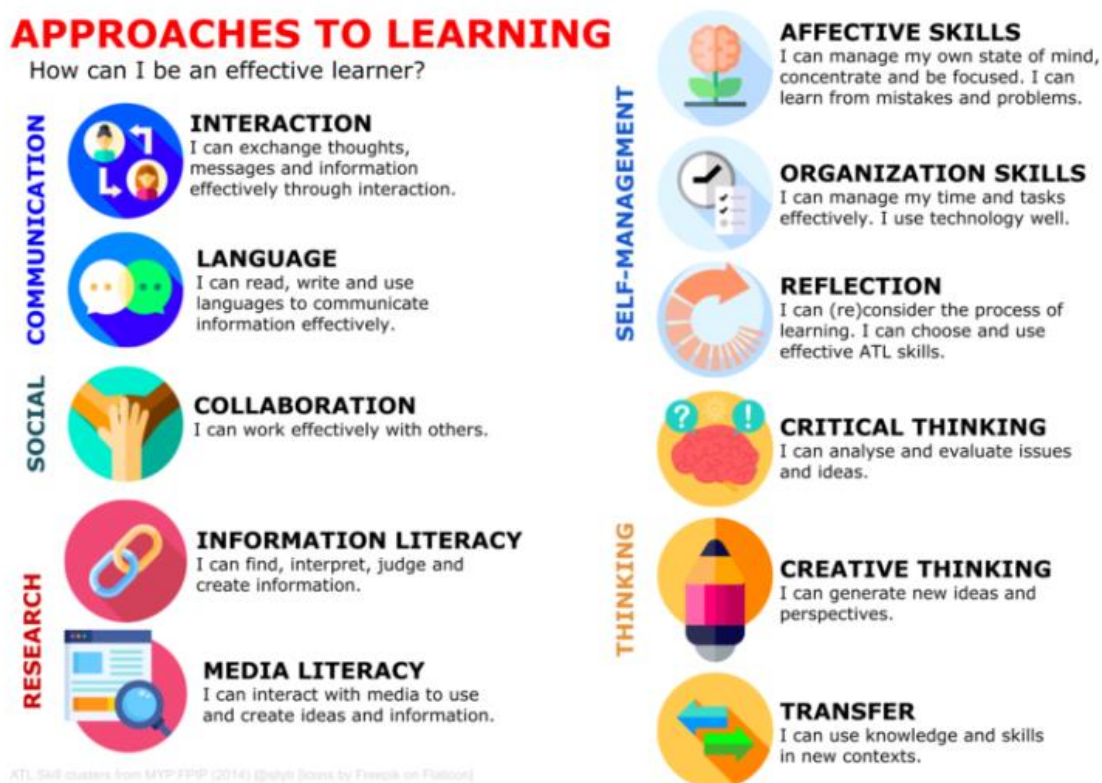 APPROACHES TO LEARNING
How can I be an effective learner?
COMMUNICATION
INTERACTION
I can exchange thoughts,
messages and information
effectively through interaction.
LANGUAGE
I can read, write and use
languages to communicate
information effectively.
SOCIAL
COLLABORATION
I can work effectively with others.
RESEARCH
INFORMATION LITERACY
I can find, interpret, judge and
create information.
MEDIA LITERACY
I can interact with media to use
and create ideas and information.
SELF-MANAGEMENT
AFFECTIVE SKILLS
I can manage my own state of mind,
concentrate and be focused. I can
learn from mistakes and problems.
ORGANIZATION SKILLS
I can manage my time and tasks
effectively. I use technology well.
REFLECTION
I can (re)consider the process of
learning. I can choose and use
effective ATL skills.
THINKING
CRITICAL THINKING
I can analyse and evaluate issues
and ideas.
? !
CREATIVE THINKING
I can generate new ideas and
perspectives.
TRANSFER
I can use knowledge and skills
in new contexts.
ATL Skill clusters from MYP:FPIP (2014) [Icons by Freepik on Flaticon]